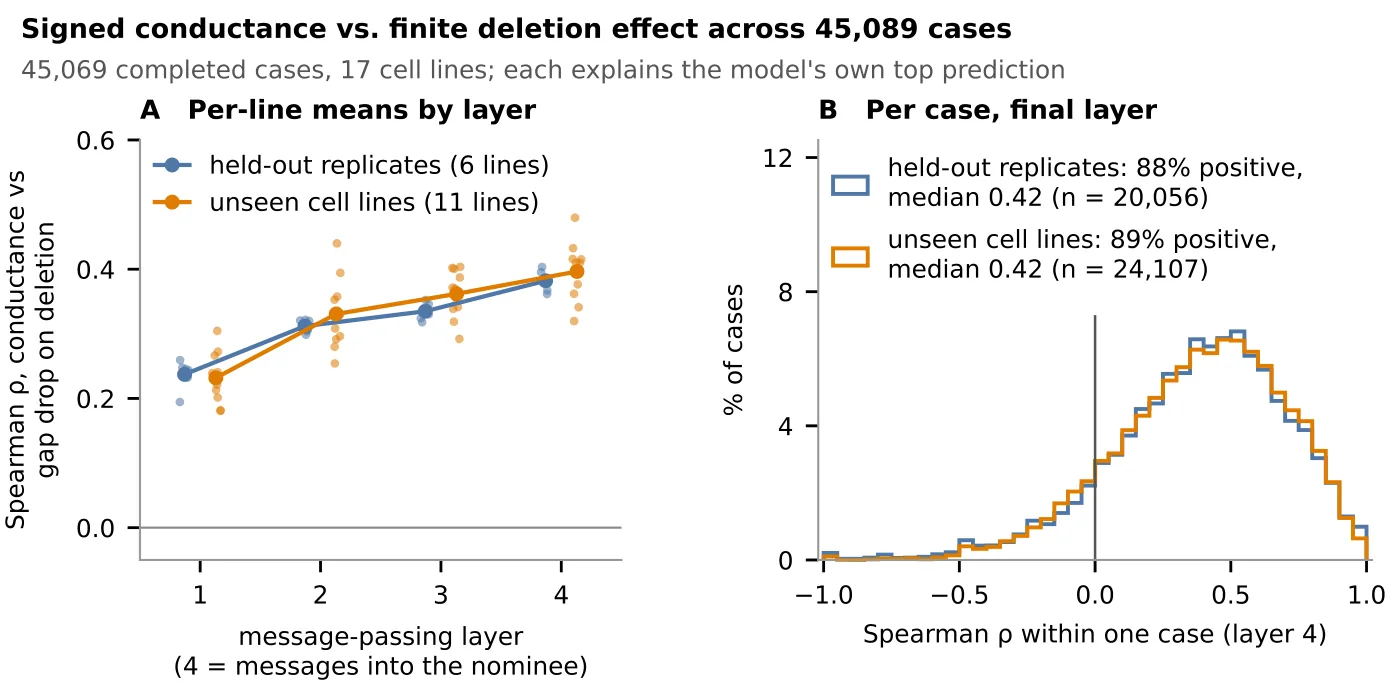 Signed conductance vs. finite deletion effect across 45,089 cases
45,069 completed cases, 17 cell lines; each explains the model's own top prediction
A Per-line means by layer
Spearman ρ, conductance vs
gap drop on deletion
0.6
0.4
0.2
0.0
held-out replicates (6 lines)
unseen cell lines (11 lines)
1 2 3 4
message-passing layer
(4 = messages into the nominee)
B Per case, final layer
% of cases
12
8
4
0
held-out replicates: 88% positive,
median 0.42 (n = 20,056)
unseen cell lines: 89% positive,
median 0.42 (n = 24,107)
−1.0 −0.5 0.0 0.5 1.0
Spearman ρ within one case (layer 4)